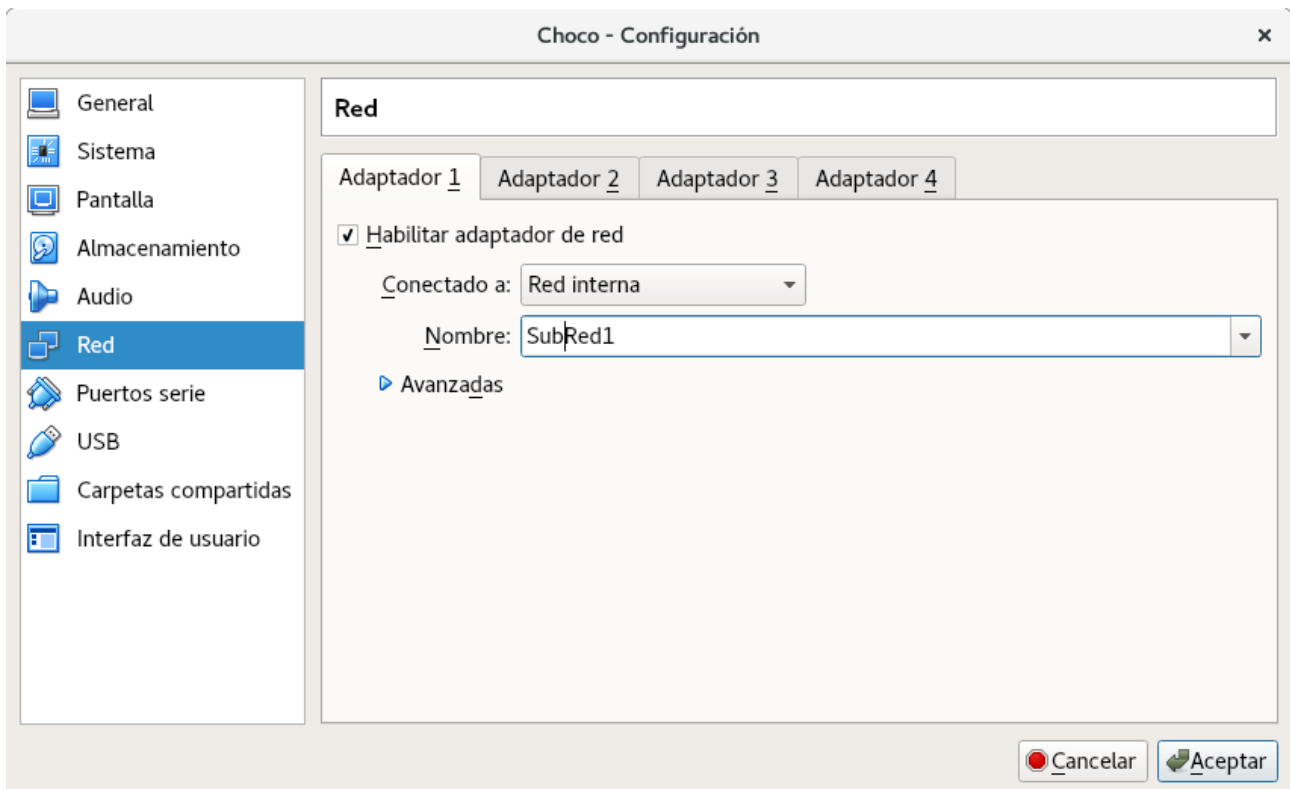 Choco - Configuración
General
Sistema
Pantalla
Almacenamiento
Audio
Red
Puertos serie
USB
Carpetas compartidas
Interfaz de usuario
Red
Adaptador 1 Adaptador 2 Adaptador 3 Adaptador 4
Habilitar adaptador de red
Conectado a: Red interna
Nombre: SubRed1
Avanzadas
Cancelar Aceptar